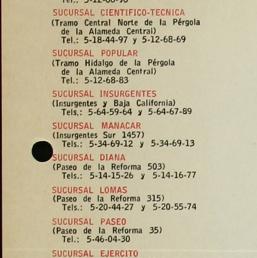 Tel.: 5-12-60-90
SUCURSAL CIENTIFICO-TECNICA
(Tramo Central Norte de la Pérgola
de la Alameda Central)
Tel.: 5-18-44-97 y 5-12-68-69
SUCURSAL POPULAR
(Tramo Hidalgo de la Pérgola
de la Alameda Central)
Tel.: 5-12-68-83
SUCURSAL INSURGENTES
(Insurgentes y Baja California)
Tels,: 5-64-59-64 y 5-64-67-89
SUCURSAL MANACAR
(Insurgentes Sur 1457)
Tels.: 5-34-69-12 y 5-34-69-13
SUCURSAL DIANA
(Paseo de la Reforma 503)
Tels.: 5-14-15-26 y 5-14-16-77
SUCURSAL LOMAS
(Paseo de la Reforma 315)
Tels.: 5-20-44-27 y 5-20-55-74
SUCURSAL PASEO
(Paseo de la Reforma 35)
Tel.: 5-46-04-30
SUCURSAL EJERCITO